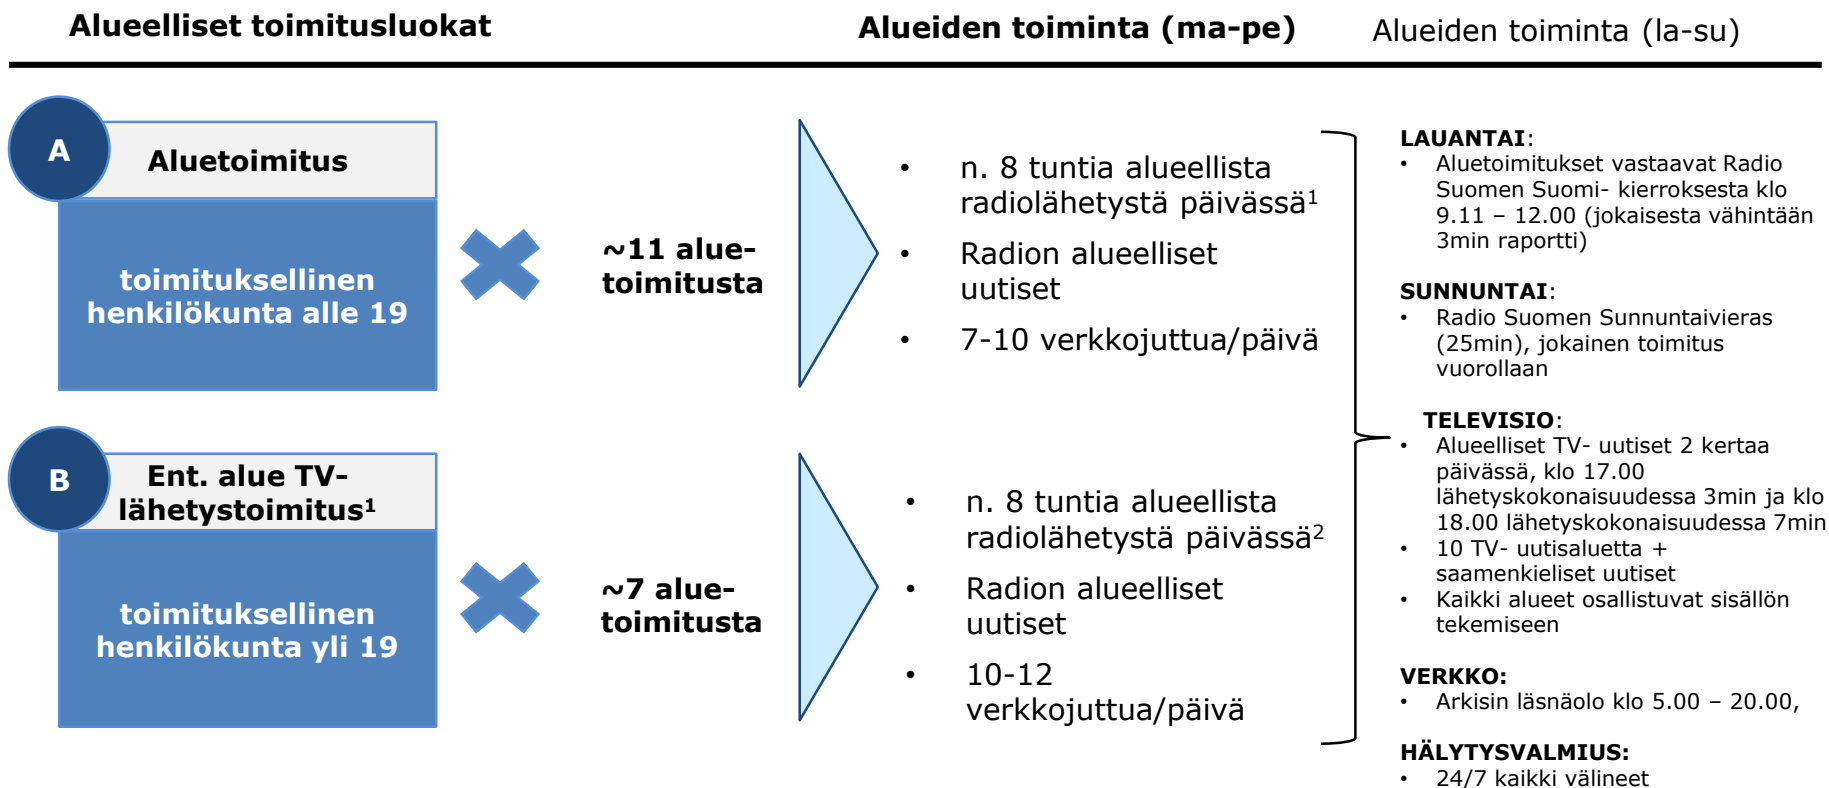 Alueelliset toimitusluokat
Alueiden toiminta (ma-pe)
Alueiden toiminta (la-su)
A
Aluetoimitus
toimituksellinen
henkilökunta alle 19
~11 alue-
toimitusta
• n. 8 tuntia alueellista
radiolähetystä päivässä¹
• Radion alueelliset
uutiset
• 7-10 verkkojuttua/päivä
B
Ent. alue TV-
lähetystoimitus¹
toimituksellinen
henkilökunta yli 19
~7 alue-
toimitusta
• n. 8 tuntia alueellista
radiolähetystä päivässä²
• Radion alueelliset
uutiset
• 10-12
verkkojuttua/päivä
LAUANTAI:
• Aluetoimitukset vastaavat Radio
Suomen Suomi- kierroksesta klo
9.11 – 12.00 (jokaisesta vähintään
3min raportti)
SUNNUNTAI:
• Radio Suomen Sunnuntaivieras
(25min), jokainen toimitus
vuorollaan
TELEVISIO:
• Alueelliset TV- uutiset 2 kertaa
päivässä, klo 17.00
lähetyskokonaisuudessa 3min ja klo
18.00 lähetyskokonaisuudessa 7min
• 10 TV- uutisaluetta +
saamenkieliset uutiset
• Kaikki alueet osallistuvat sisällön
tekemiseen
VERKKO:
• Arkisin läsnäolo klo 5.00 – 20.00,
HÄLYTYSVALMIUS:
• 24/7 kaikki välineet